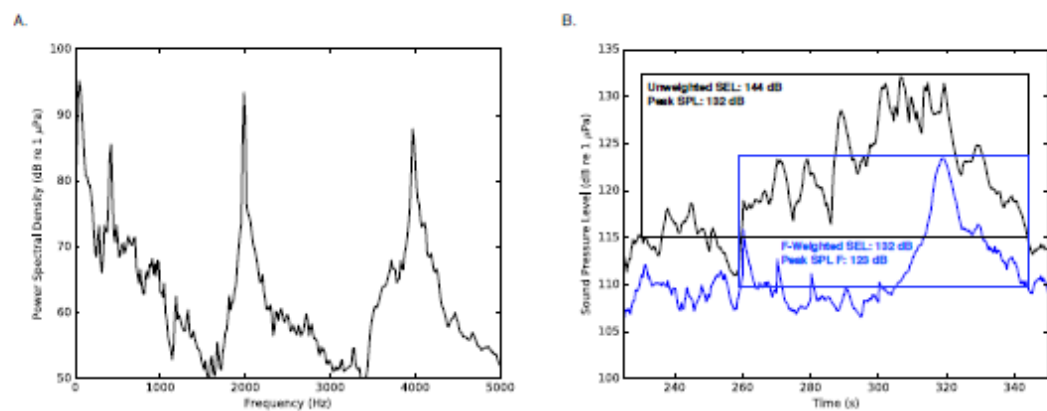 A.
B.
100
90
80
70
60
50
0
1000
2000
3000
4000
5000
Frequency (Hz)
Power Spectral Density (dB re 1 μPa)
135
130
125
120
115
110
105
100
240
260
280
300
320
340
Time (s)
Sound Pressure Level (dB re 1 μPa)
Unweighted SEL: 144 dB
Peak SPL: 132 dB
F-Weighted SEL: 132 dB
Peak SPL F: 123 dB